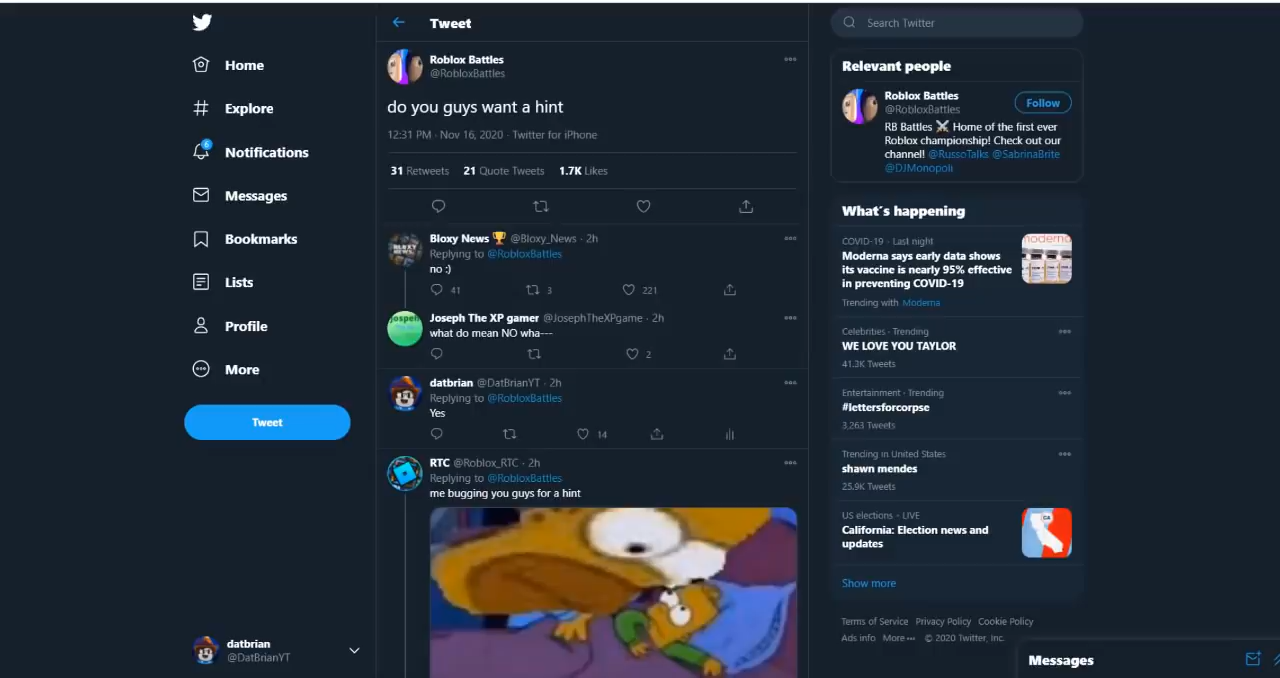 Home
Explore
6
Notifications
Messages
Bookmarks
Lists
Profile
More
Tweet
datbrian
@DatBrianYT
Tweet
Roblox Battles
@RobloxBattles
do you guys want a hint
12:31 PM · Nov 16, 2020 · Twitter for iPhone
31 Retweets 21 Quote Tweets 1.7K Likes
Bloxy News 🏆 @Bloxy_News · 2h
Replying to @RobloxBattles
no :)
41 3 221
Joseph The XP gamer @JosephTheXPgame · 2h
what do mean NO wha---
2
datbrian @DatBrianYT · 2h
Replying to @RobloxBattles
Yes
14
RTC @Roblox_RTC · 2h
Replying to @RobloxBattles
me bugging you guys for a hint
Search Twitter
Relevant people
Roblox Battles
@RobloxBattles
Follow
RB Battles ⚔️ Home of the first ever
Roblox championship! Check out our
channel! @RussoTalks @SabrinaBrite
@DJMonopoli
What's happening
COVID-19 · Last night
Moderna says early data shows
its vaccine is nearly 95% effective
in preventing COVID-19
Trending with Moderna
moderna
Celebrities · Trending
WE LOVE YOU TAYLOR
41.3K Tweets
Entertainment · Trending
#lettersforcorpse
3,263 Tweets
Trending in United States
shawn mendes
25.9K Tweets
US elections · LIVE
California: Election news and
updates
CA
Show more
Terms of Service Privacy Policy Cookie Policy
Ads info More ··· © 2020 Twitter, Inc.
Messages